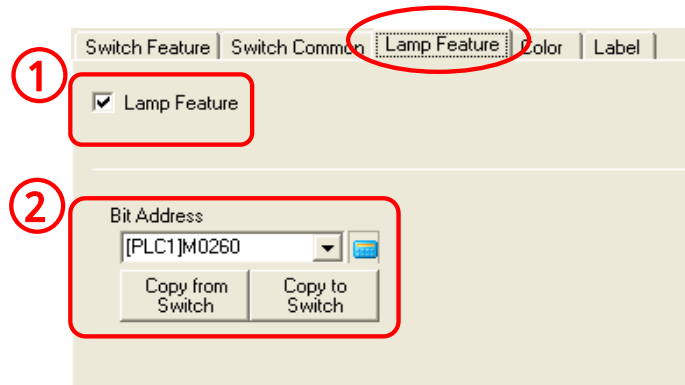 Switch Feature Switch Common Lamp Feature Color Label
1
Lamp Feature
2
Bit Address
[PLC1]M0260
Copy from Copy to
Switch Switch